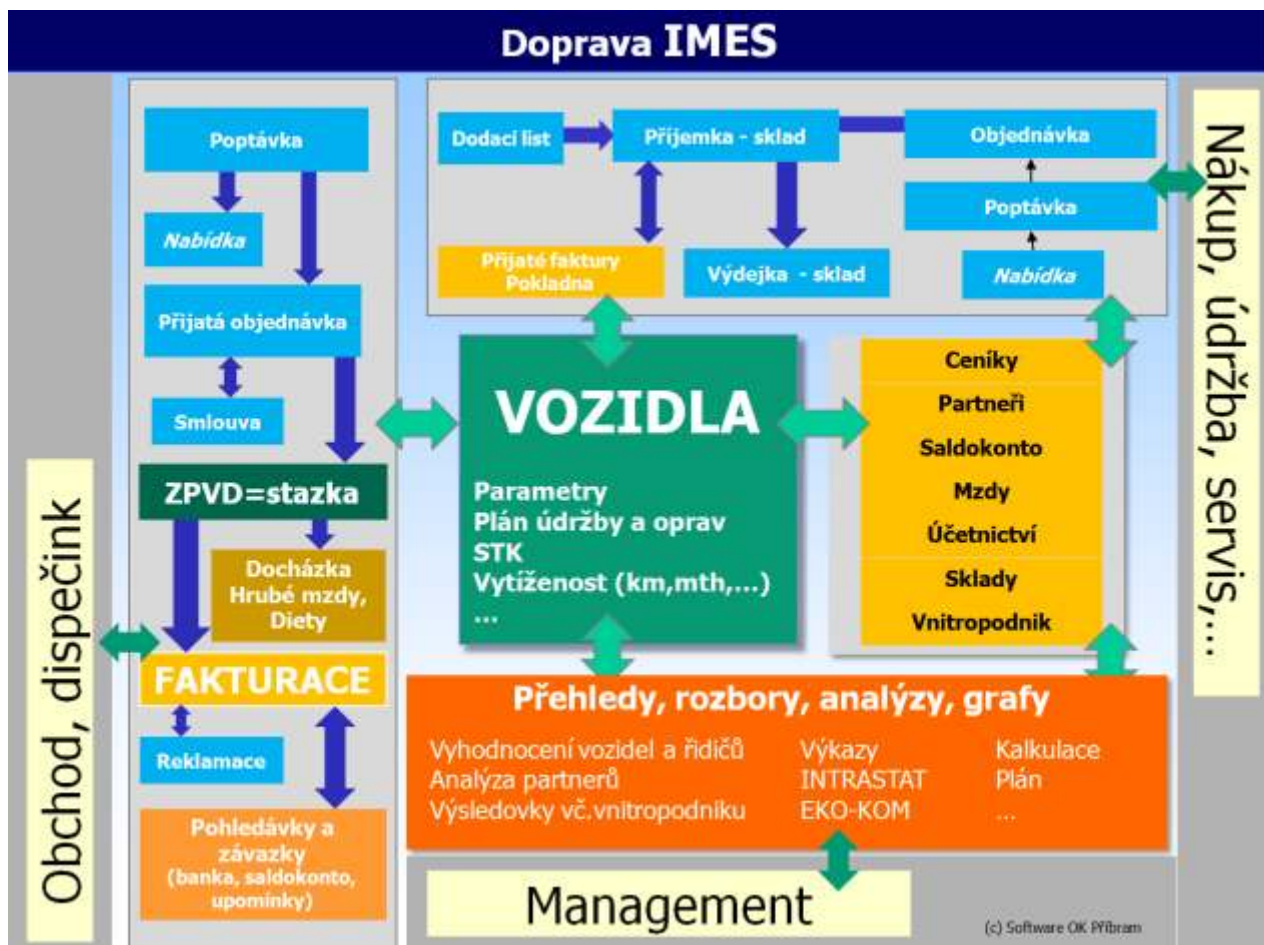 Doprava IMES
Obchod, dispečink
Poptávka
Nabídka
Přijatá objednávka
Smlouva
ZPVD=stazka
Docházka
Hrubé mzdy,
Diety
FAKTURACE
Reklamace
Pohledávky a
závazky
(banka, saldokonto,
upomínky)
Dodací list
Příjemka - sklad
Objednávka
Poptávka
Nabídka
Přijaté faktury
Pokladna
Výdejka - sklad
VOZIDLA
Parametry
Plán údržby a oprav
STK
Vytíženost (km,mth,...)
...
Ceníky
Partneři
Saldokonto
Mzdy
Účetnictví
Sklady
Vnitropodnik
Nákup, údržba, servis,...
Přehledy, rozbory, analýzy, grafy
Vyhodnocení vozidel a řidičů
Analýza partnerů
Výsledovky vč.vnitropodniku
Výkazy
INTRASTAT
EKO-KOM
Kalkulace
Plán
...
Management
(c) Software OK Příbram